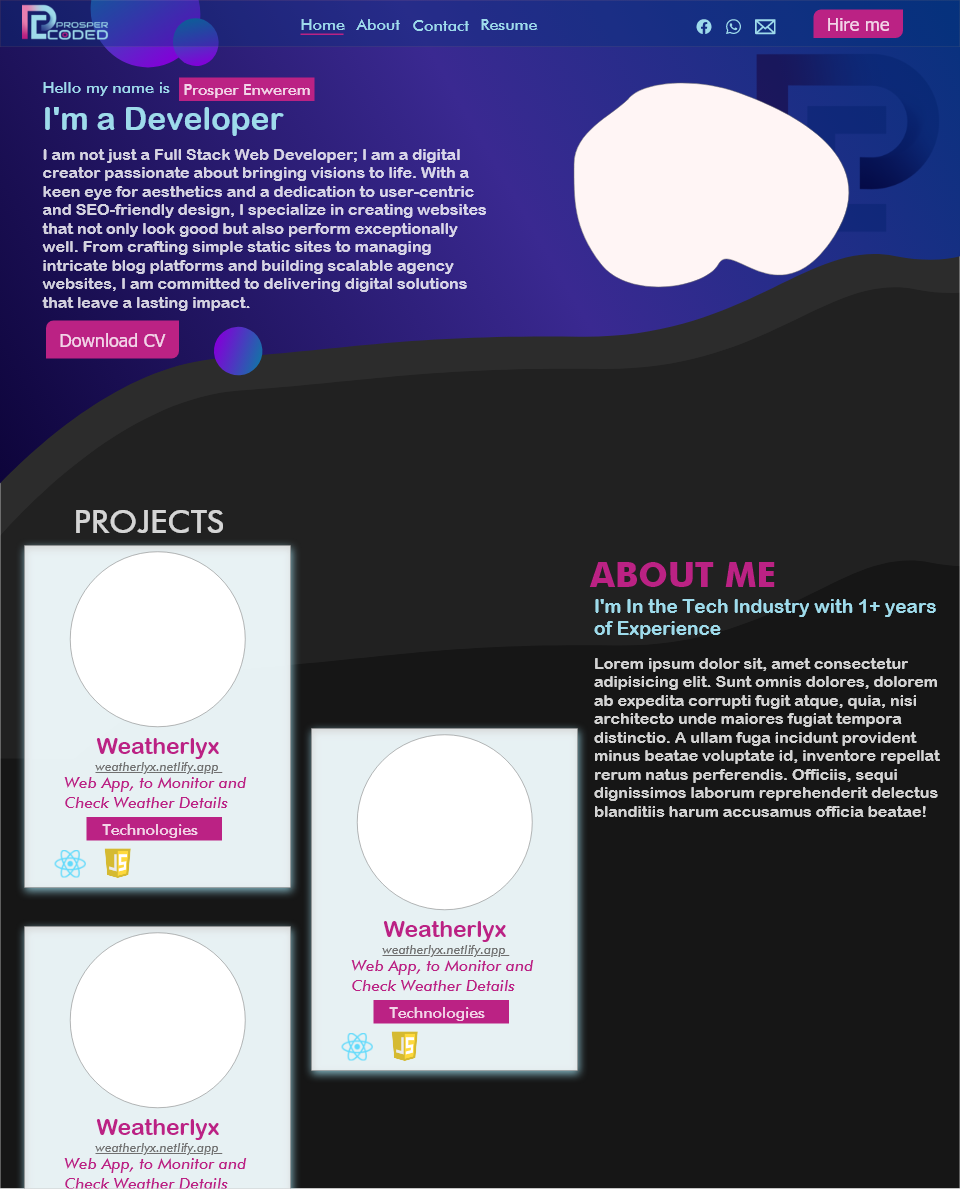 PROSPER
CODED
Home About Contact Resume
Hire me
Hello my name is Prosper Enwerem
I'm a Developer
I am not just a Full Stack Web Developer; I am a digital
creator passionate about bringing visions to life. With a
keen eye for aesthetics and a dedication to user-centric
and SEO-friendly design, I specialize in creating websites
that not only look good but also perform exceptionally
well. From crafting simple static sites to managing
intricate blog platforms and building scalable agency
websites, I am committed to delivering digital solutions
that leave a lasting impact.
Download CV
PROJECTS
Weatherlyx
weatherlyx.netlify.app
Web App, to Monitor and
Check Weather Details
Technologies
JS
Weatherlyx
weatherlyx.netlify.app
Web App, to Monitor and
Check Weather Details
Technologies
JS
Weatherlyx
weatherlyx.netlify.app
Web App, to Monitor and
Check Weather Details
ABOUT ME
I'm In the Tech Industry with 1+ years
of Experience
Lorem ipsum dolor sit, amet consectetur
adipisicing elit. Sunt omnis dolores, dolorem
ab expedita corrupti fugit atque, quia, nisi
architecto unde maiores fugiat tempora
distinctio. A ullam fuga incidunt provident
minus beatae voluptate id, inventore repellat
rerum natus perferendis. Officiis, sequi
dignissimos laborum reprehenderit delectus
blanditiis harum accusamus officia beatae!